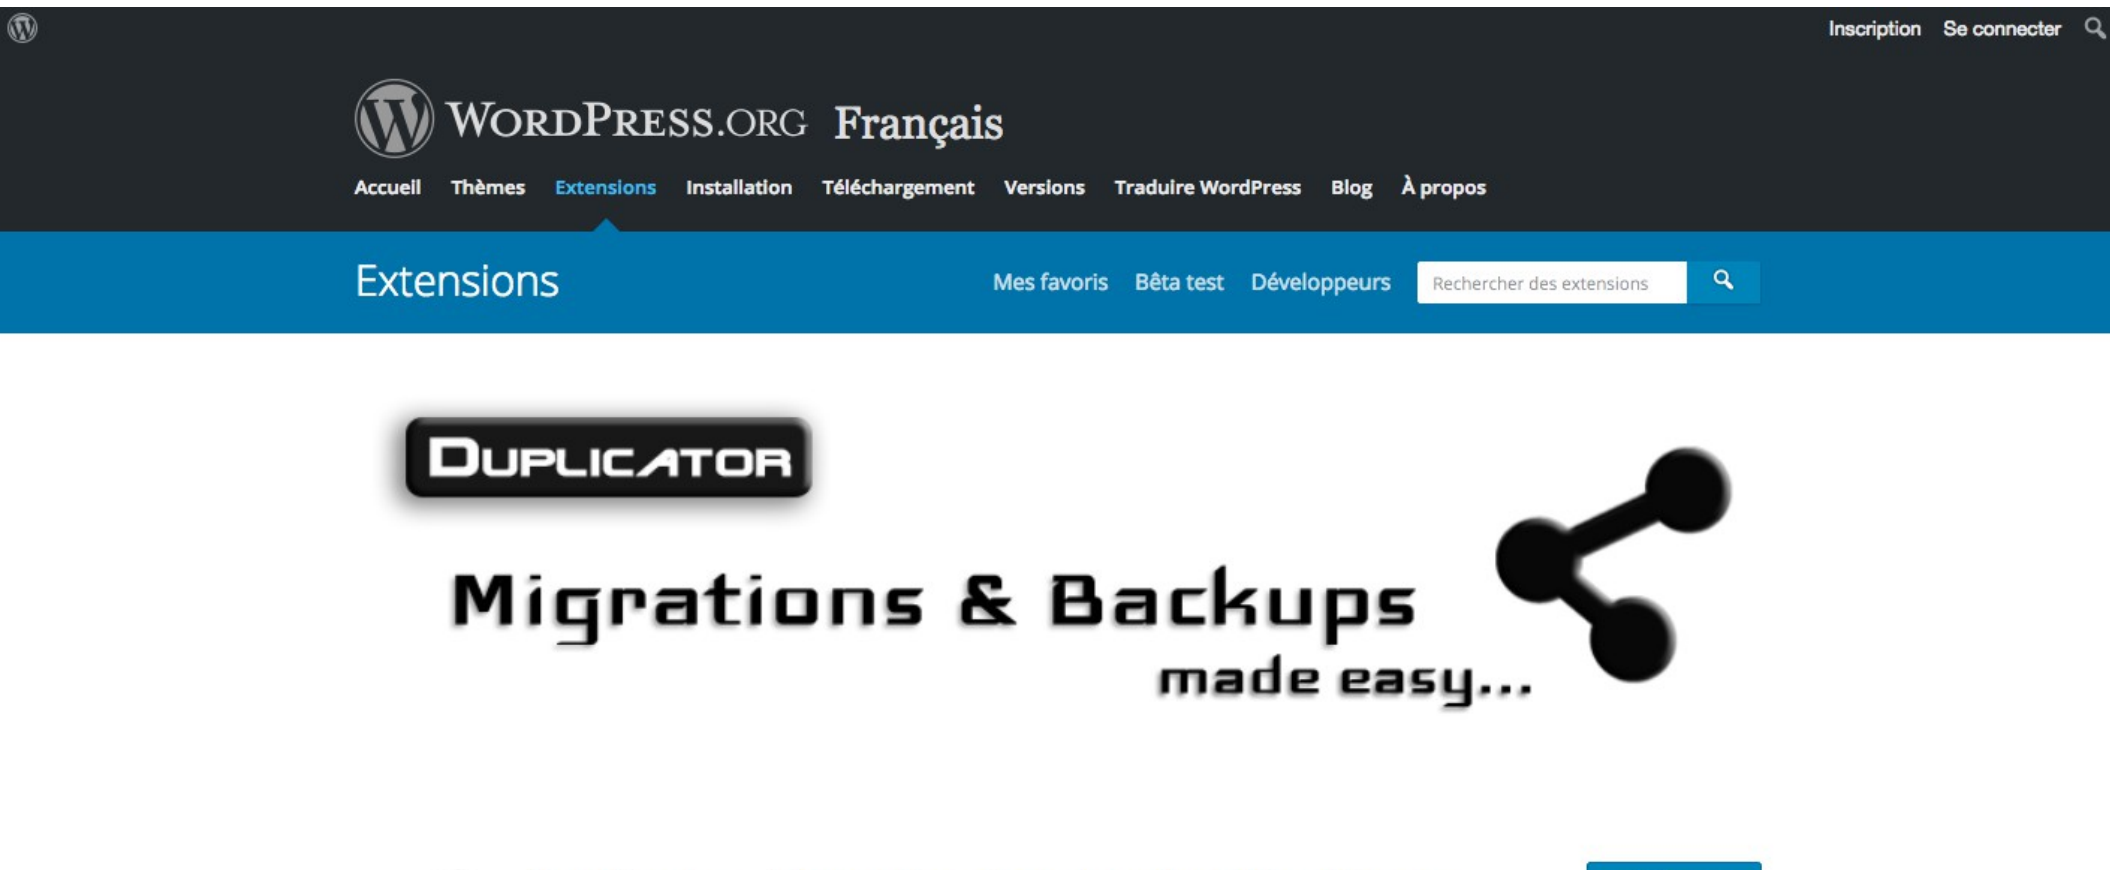 Inscription Se connecter
WORDPRESS.ORG Français
Accueil Thèmes Extensions Installation Téléchargement Versions Traduire WordPress Blog À propos
Extensions Mes favoris Bêta test Développeurs Rechercher des extensions
DUPLICATOR
Migrations & Backups
made easy...